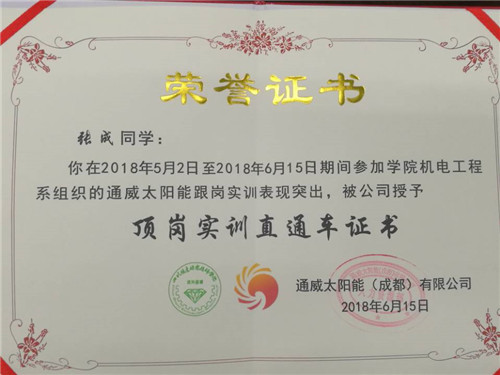 荣誉证书
张成同学：
你在2018年5月2日至2018年6月15日期间参加学院机电工程
系组织的通威太阳能跟岗实训表现突出，被公司授予
顶岗实训直通车证书
通威太阳能（成都）有限公司
2018年6月15日